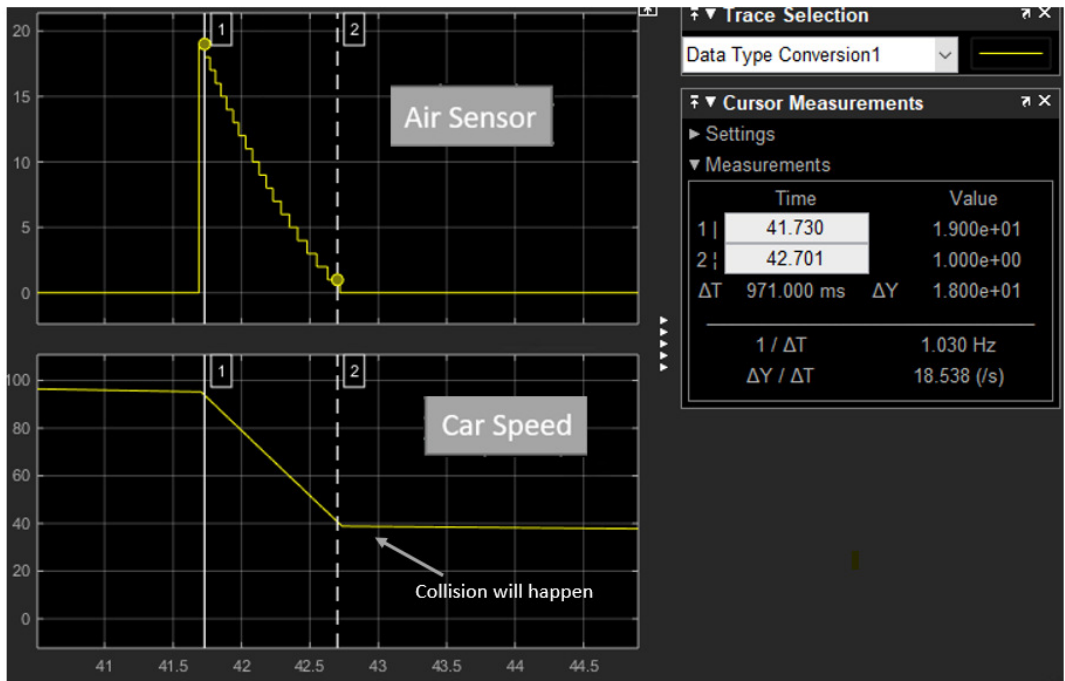 Trace Selection
Data Type Conversion1
Cursor Measurements
Settings
Measurements
Time Value
1 | 41.730 1.900e+01
2 ¦ 42.701 1.000e+00
ΔT 971.000 ms ΔY 1.800e+01
1 / ΔT 1.030 Hz
ΔY / ΔT 18.538 (/s)
20
15
10
5
0
1
2
Air Sensor
100
80
60
40
20
0
1
2
Car Speed
Collision will happen
41 41.5 42 42.5 43 43.5 44 44.5